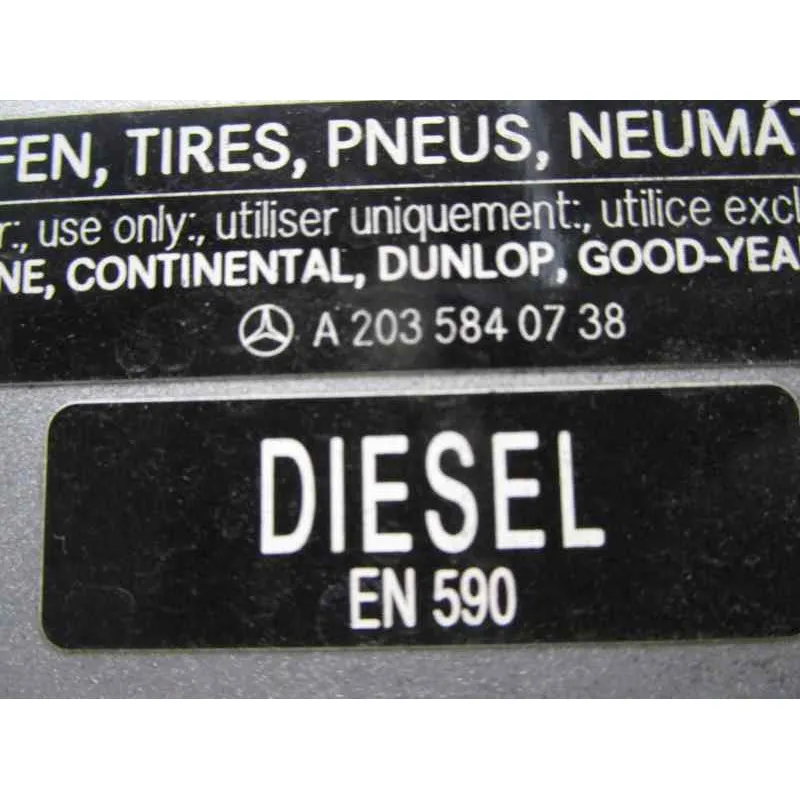 FEN, TIRES, PNEUS, NEUMÁT
r:, use only:, utiliser uniquement:, utilice excl
NE, CONTINENTAL, DUNLOP, GOOD-YEA
A 203 584 07 38
DIESEL
EN 590